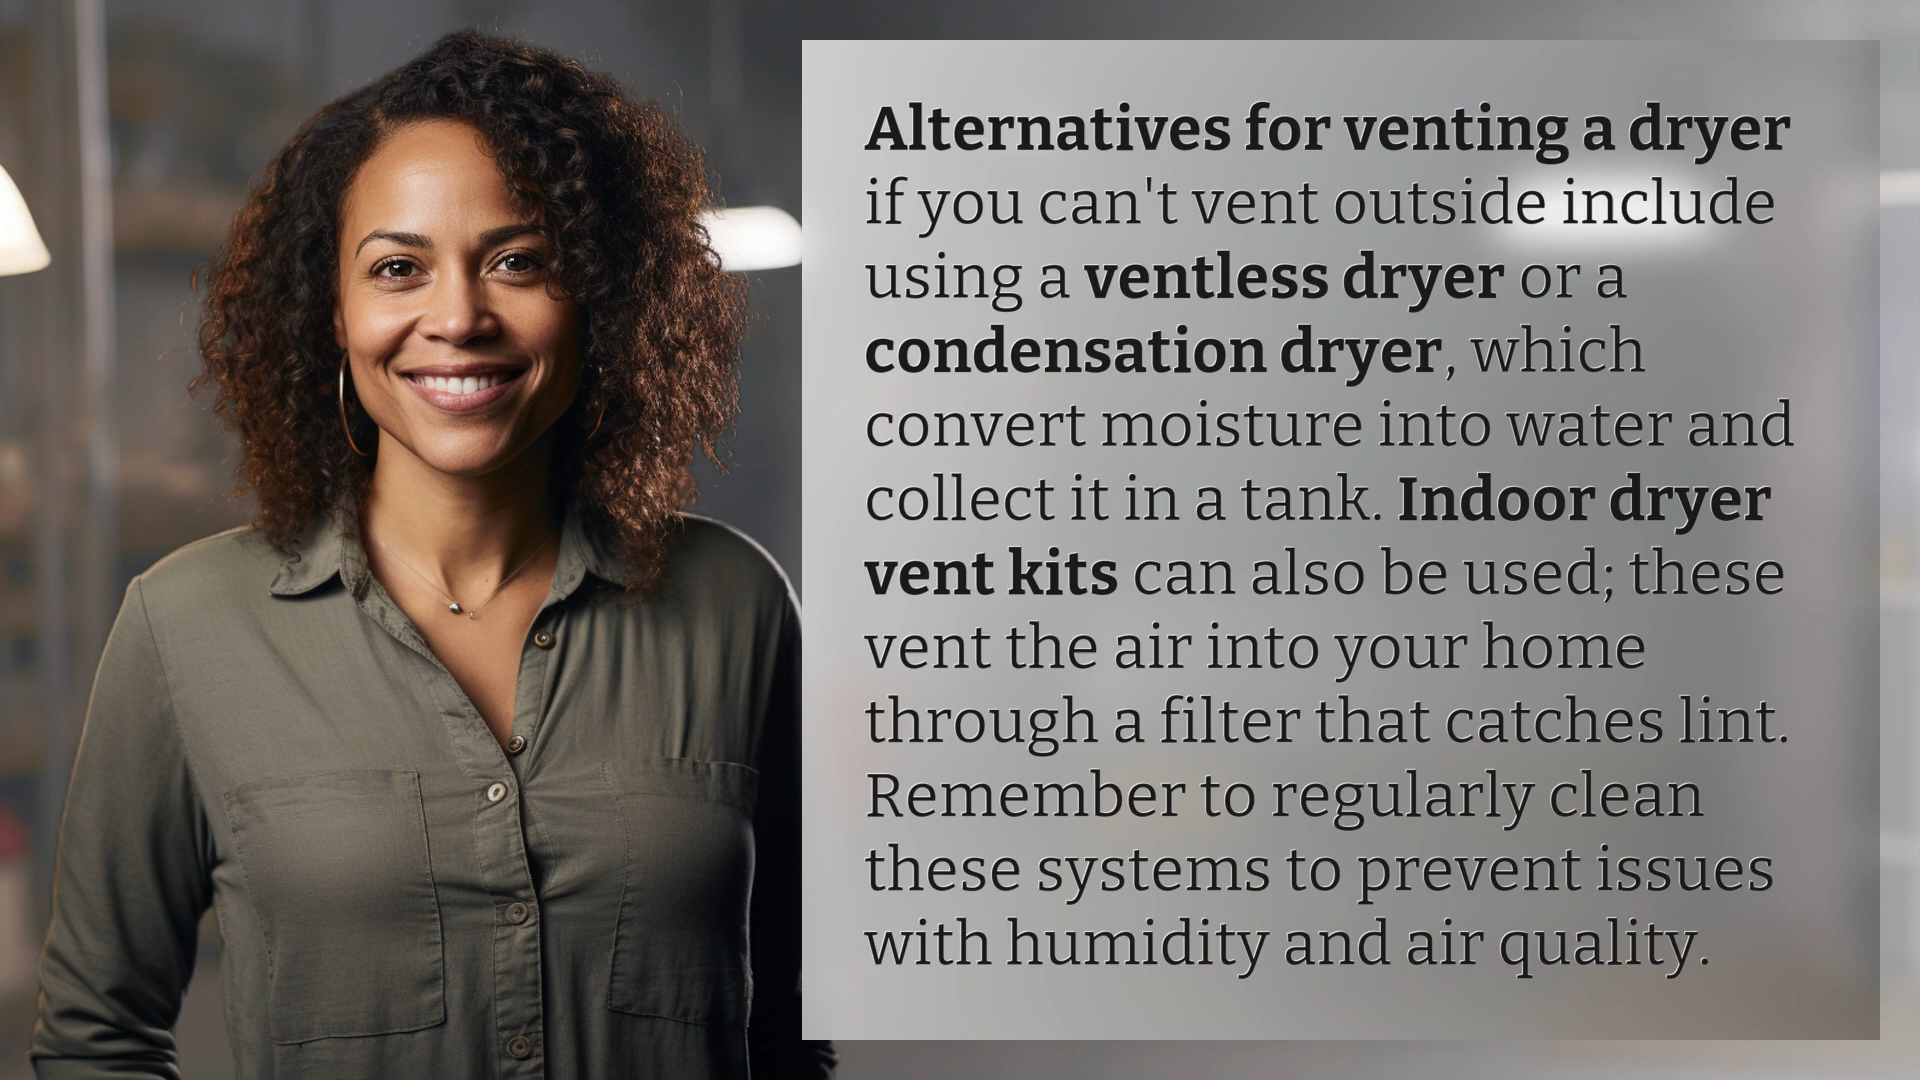 Alternatives for venting a dryer
if you can't vent outside include
using a ventless dryer or a
condensation dryer, which
convert moisture into water and
collect it in a tank. Indoor dryer
vent kits can also be used; these
vent the air into your home
through a filter that catches lint.
Remember to regularly clean
these systems to prevent issues
with humidity and air quality.